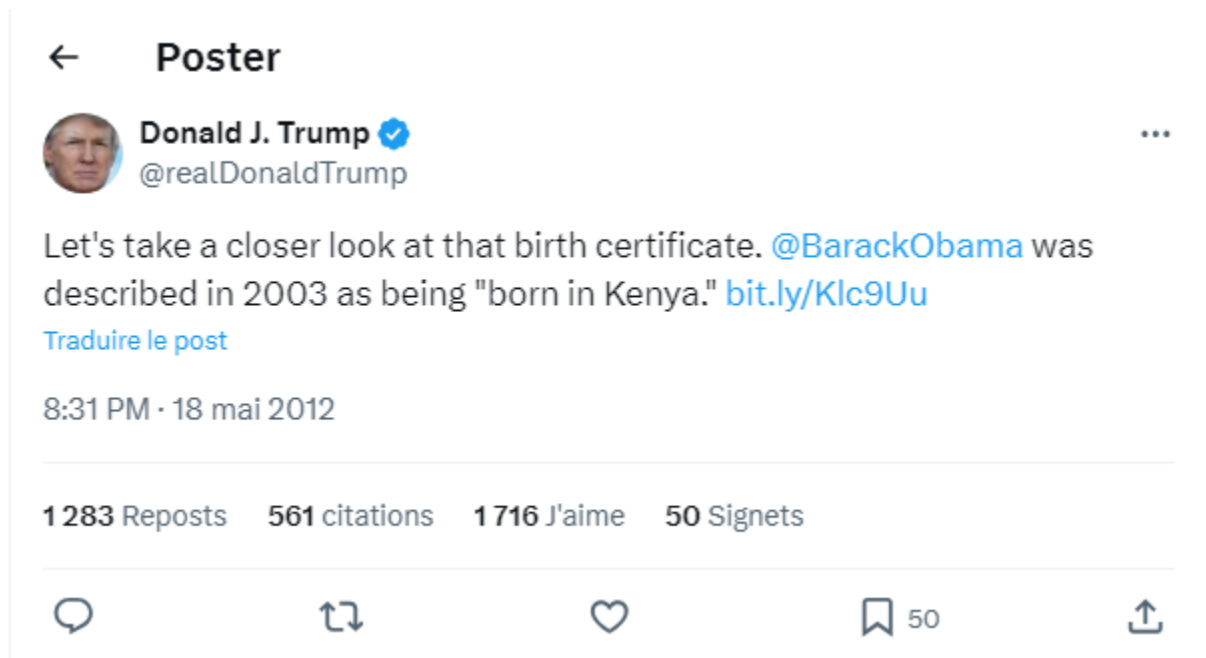 Poster
Donald J. Trump
@realDonaldTrump
Let's take a closer look at that birth certificate. @BarackObama was
described in 2003 as being "born in Kenya." bit.ly/Klc9Uu
Traduire le post
8:31 PM · 18 mai 2012
1 283 Reposts 561 citations 1 716 J'aime 50 Signets
50